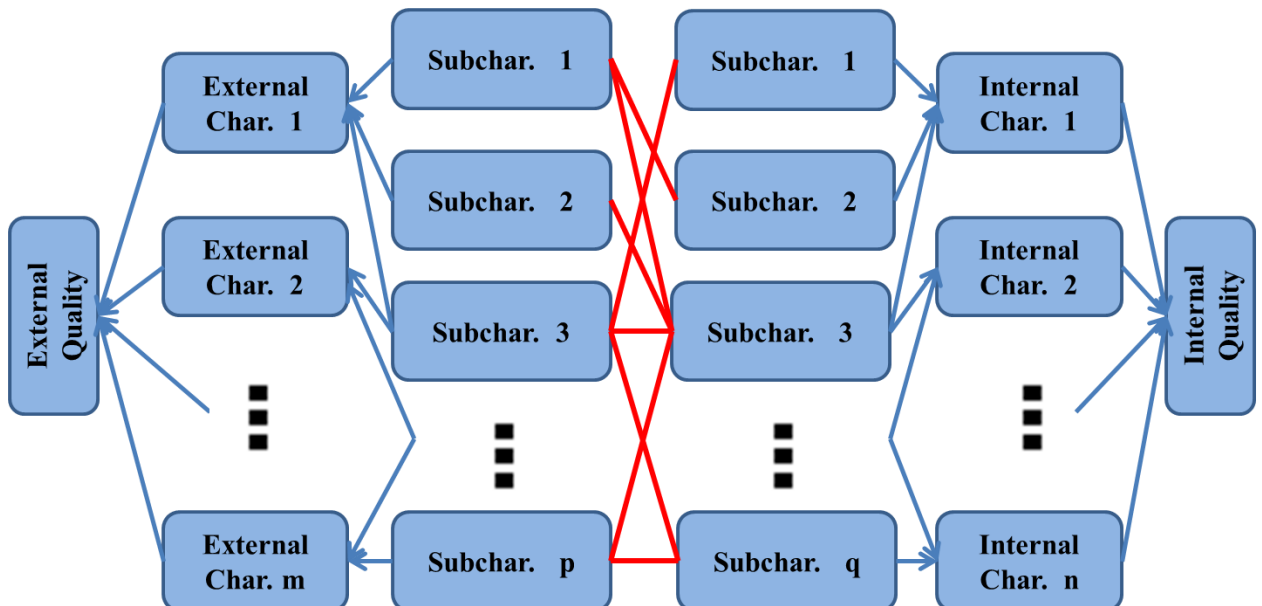 External
Quality
External
Char. 1
External
Char. 2
External
Char. m
Subchar. 1
Subchar. 2
Subchar. 3
Subchar. p
Subchar. 1
Subchar. 2
Subchar. 3
Subchar. q
Internal
Char. 1
Internal
Char. 2
Internal
Char. n
Internal
Quality